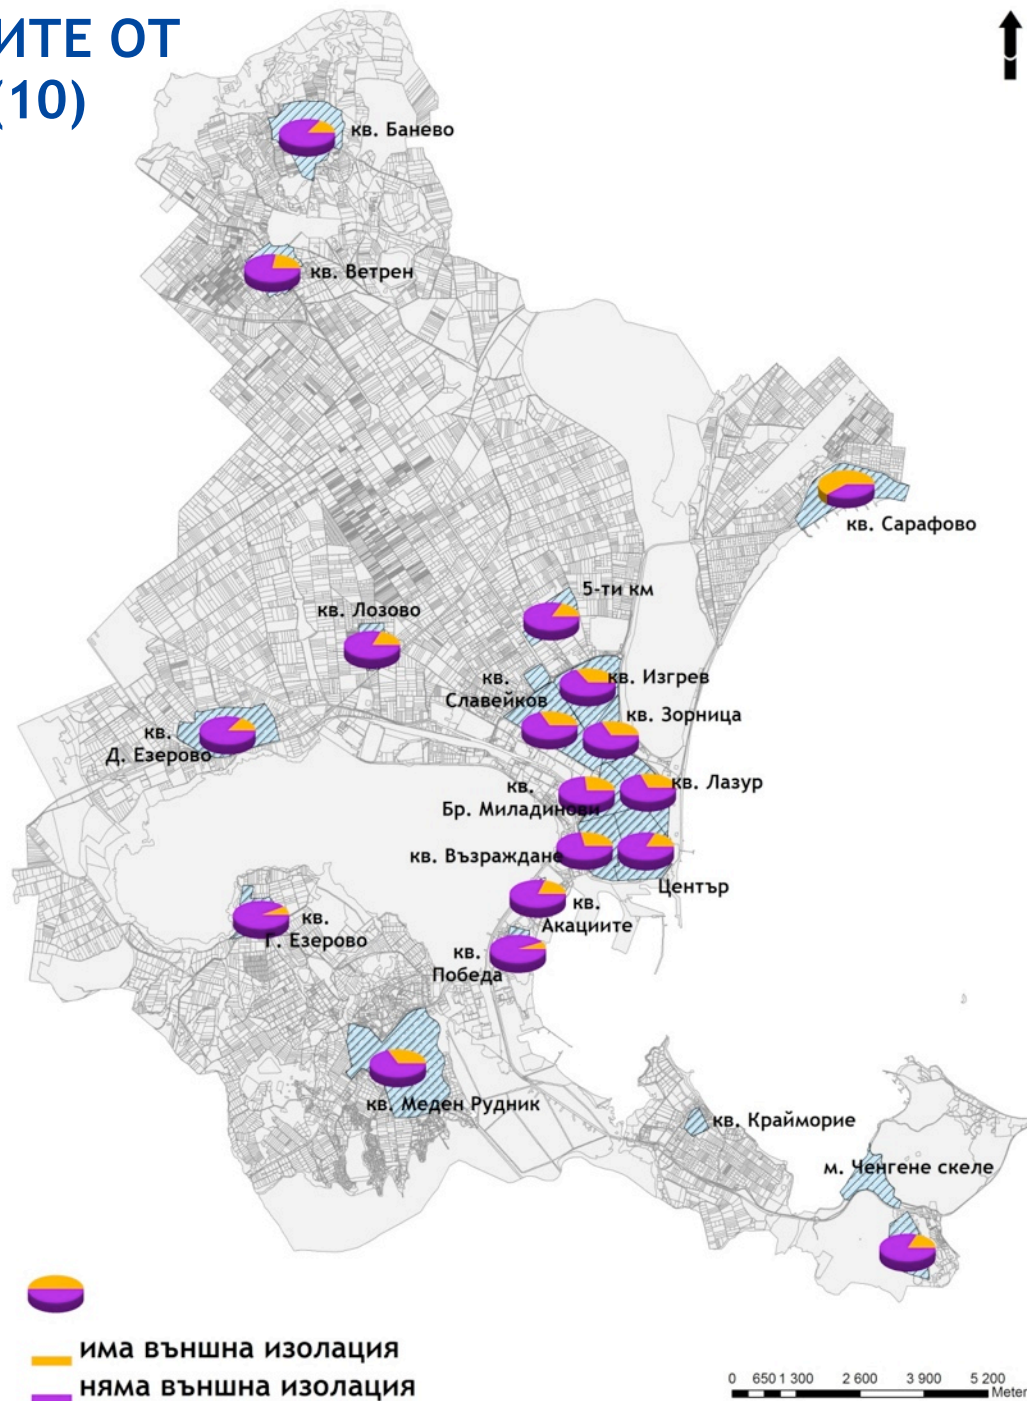 ИТЕ ОТ
(10)
кв. Банево
кв. Ветрен
кв. Сарафово
5-ти км
кв. Лозово
кв. Изгрев
кв.
Славейков
кв. Зорница
кв.
Д. Езерово
кв. Лазур
кв.
Бр. Миладинови
кв. Възраждане
Център
кв.
Акациите
кв.
Г. Езерово
кв.
Победа
кв. Меден Рудник
кв. Крайморие
м. Ченгене скеле
има външна изолация
няма външна изолация
0 650 1 300 2 600 3 900 5 200
Meter